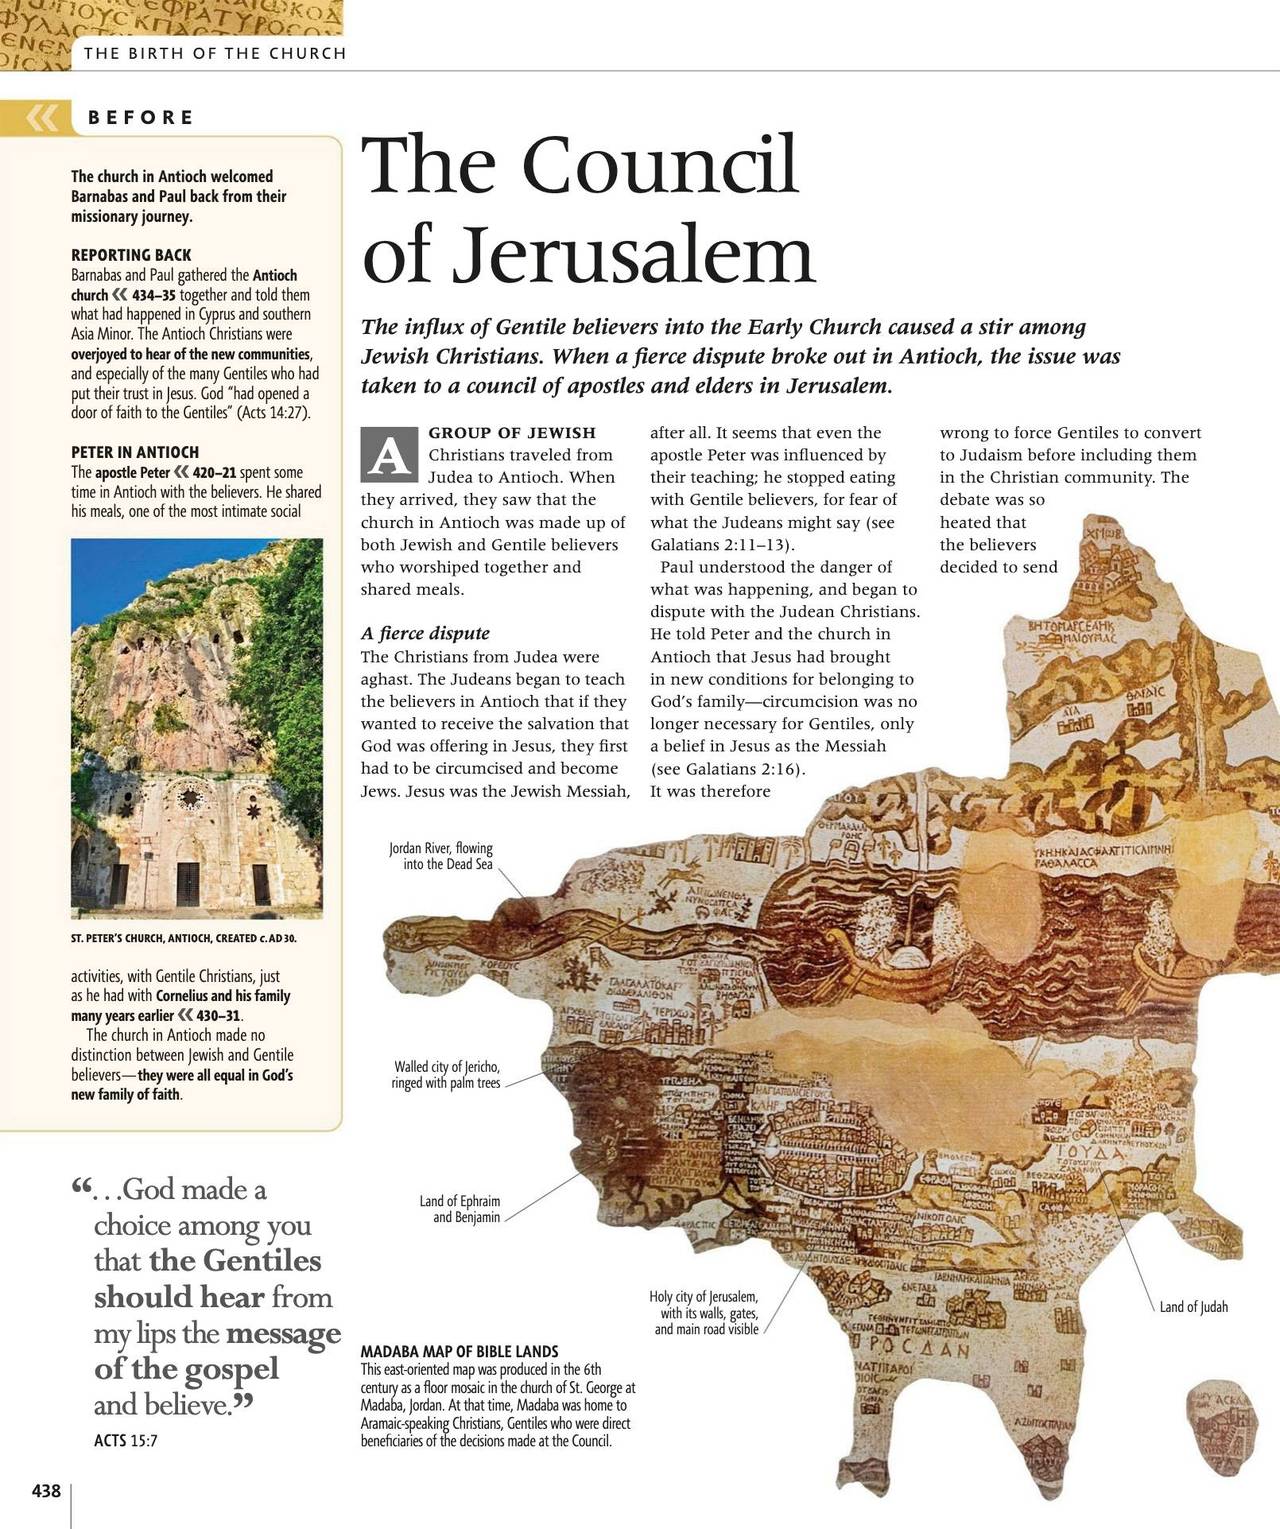 THE BIRTH OF THE CHURCH
BEFORE
The church in Antioch welcomed
Barnabas and Paul back from their
missionary journey.
REPORTING BACK
Barnabas and Paul gathered the Antioch
church « 434–35 together and told them
what had happened in Cyprus and southern
Asia Minor. The Antioch Christians were
overjoyed to hear of the new communities,
and especially of the many Gentiles who had
put their trust in Jesus. God “had opened a
door of faith to the Gentiles” (Acts 14:27).
PETER IN ANTIOCH
The apostle Peter « 420–21 spent some
time in Antioch with the believers. He shared
his meals, one of the most intimate social
ST. PETER’S CHURCH, ANTIOCH, CREATED c.AD 30.
activities, with Gentile Christians, just
as he had with Cornelius and his family
many years earlier « 430–31.
The church in Antioch made no
distinction between Jewish and Gentile
believers—they were all equal in God’s
new family of faith.
“…God made a
choice among you
that the Gentiles
should hear from
my lips the message
of the gospel
and believe.”
ACTS 15:7
The Council
of Jerusalem
The influx of Gentile believers into the Early Church caused a stir among
Jewish Christians. When a fierce dispute broke out in Antioch, the issue was
taken to a council of apostles and elders in Jerusalem.
A GROUP OF JEWISH
Christians traveled from
Judea to Antioch. When
they arrived, they saw that the
church in Antioch was made up of
both Jewish and Gentile believers
who worshiped together and
shared meals.
A fierce dispute
The Christians from Judea were
aghast. The Judeans began to teach
the believers in Antioch that if they
wanted to receive the salvation that
God was offering in Jesus, they first
had to be circumcised and become
Jews. Jesus was the Jewish Messiah,
after all. It seems that even the
apostle Peter was influenced by
their teaching; he stopped eating
with Gentile believers, for fear of
what the Judeans might say (see
Galatians 2:11–13).
Paul understood the danger of
what was happening, and began to
dispute with the Judean Christians.
He told Peter and the church in
Antioch that Jesus had brought
in new conditions for belonging to
God’s family—circumcision was no
longer necessary for Gentiles, only
a belief in Jesus as the Messiah
(see Galatians 2:16).
It was therefore
wrong to force Gentiles to convert
to Judaism before including them
in the Christian community. The
debate was so
heated that
the believers
decided to send
Jordan River, flowing
into the Dead Sea
Walled city of Jericho,
ringed with palm trees
Land of Ephraim
and Benjamin
Holy city of Jerusalem,
with its walls, gates,
and main road visible
Land of Judah
MADABA MAP OF BIBLE LANDS
This east-oriented map was produced in the 6th
century as a floor mosaic in the church of St. George at
Madaba, Jordan. At that time, Madaba was home to
Aramaic-speaking Christians, Gentiles who were direct
beneficiaries of the decisions made at the Council.
438